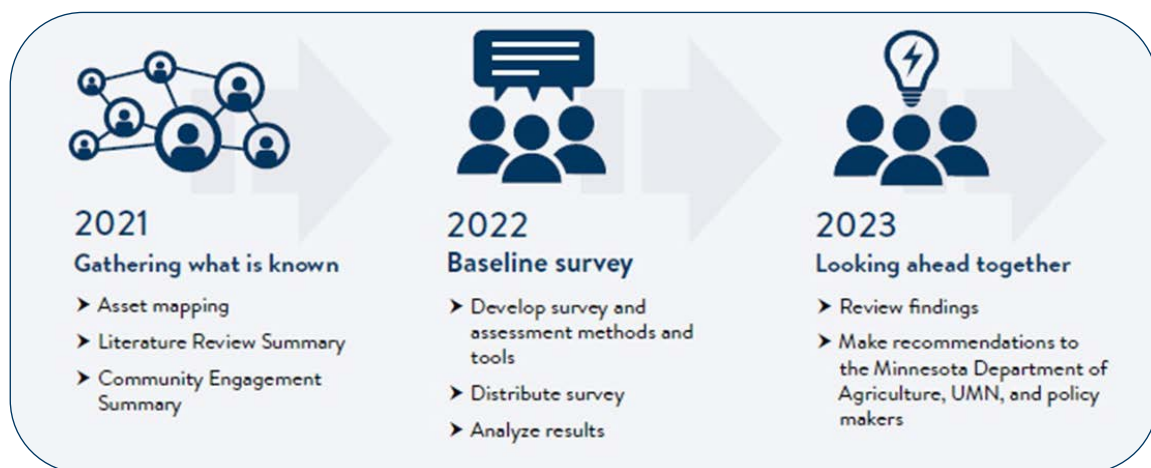 2021
Gathering what is known
➤ Asset mapping
➤ Literature Review Summary
➤ Community Engagement
Summary
2022
Baseline survey
➤ Develop survey and
assessment methods and
tools
➤ Distribute survey
➤ Analyze results
2023
Looking ahead together
➤ Review findings
➤ Make recommendations to
the Minnesota Department of
Agriculture, UMN, and policy
makers